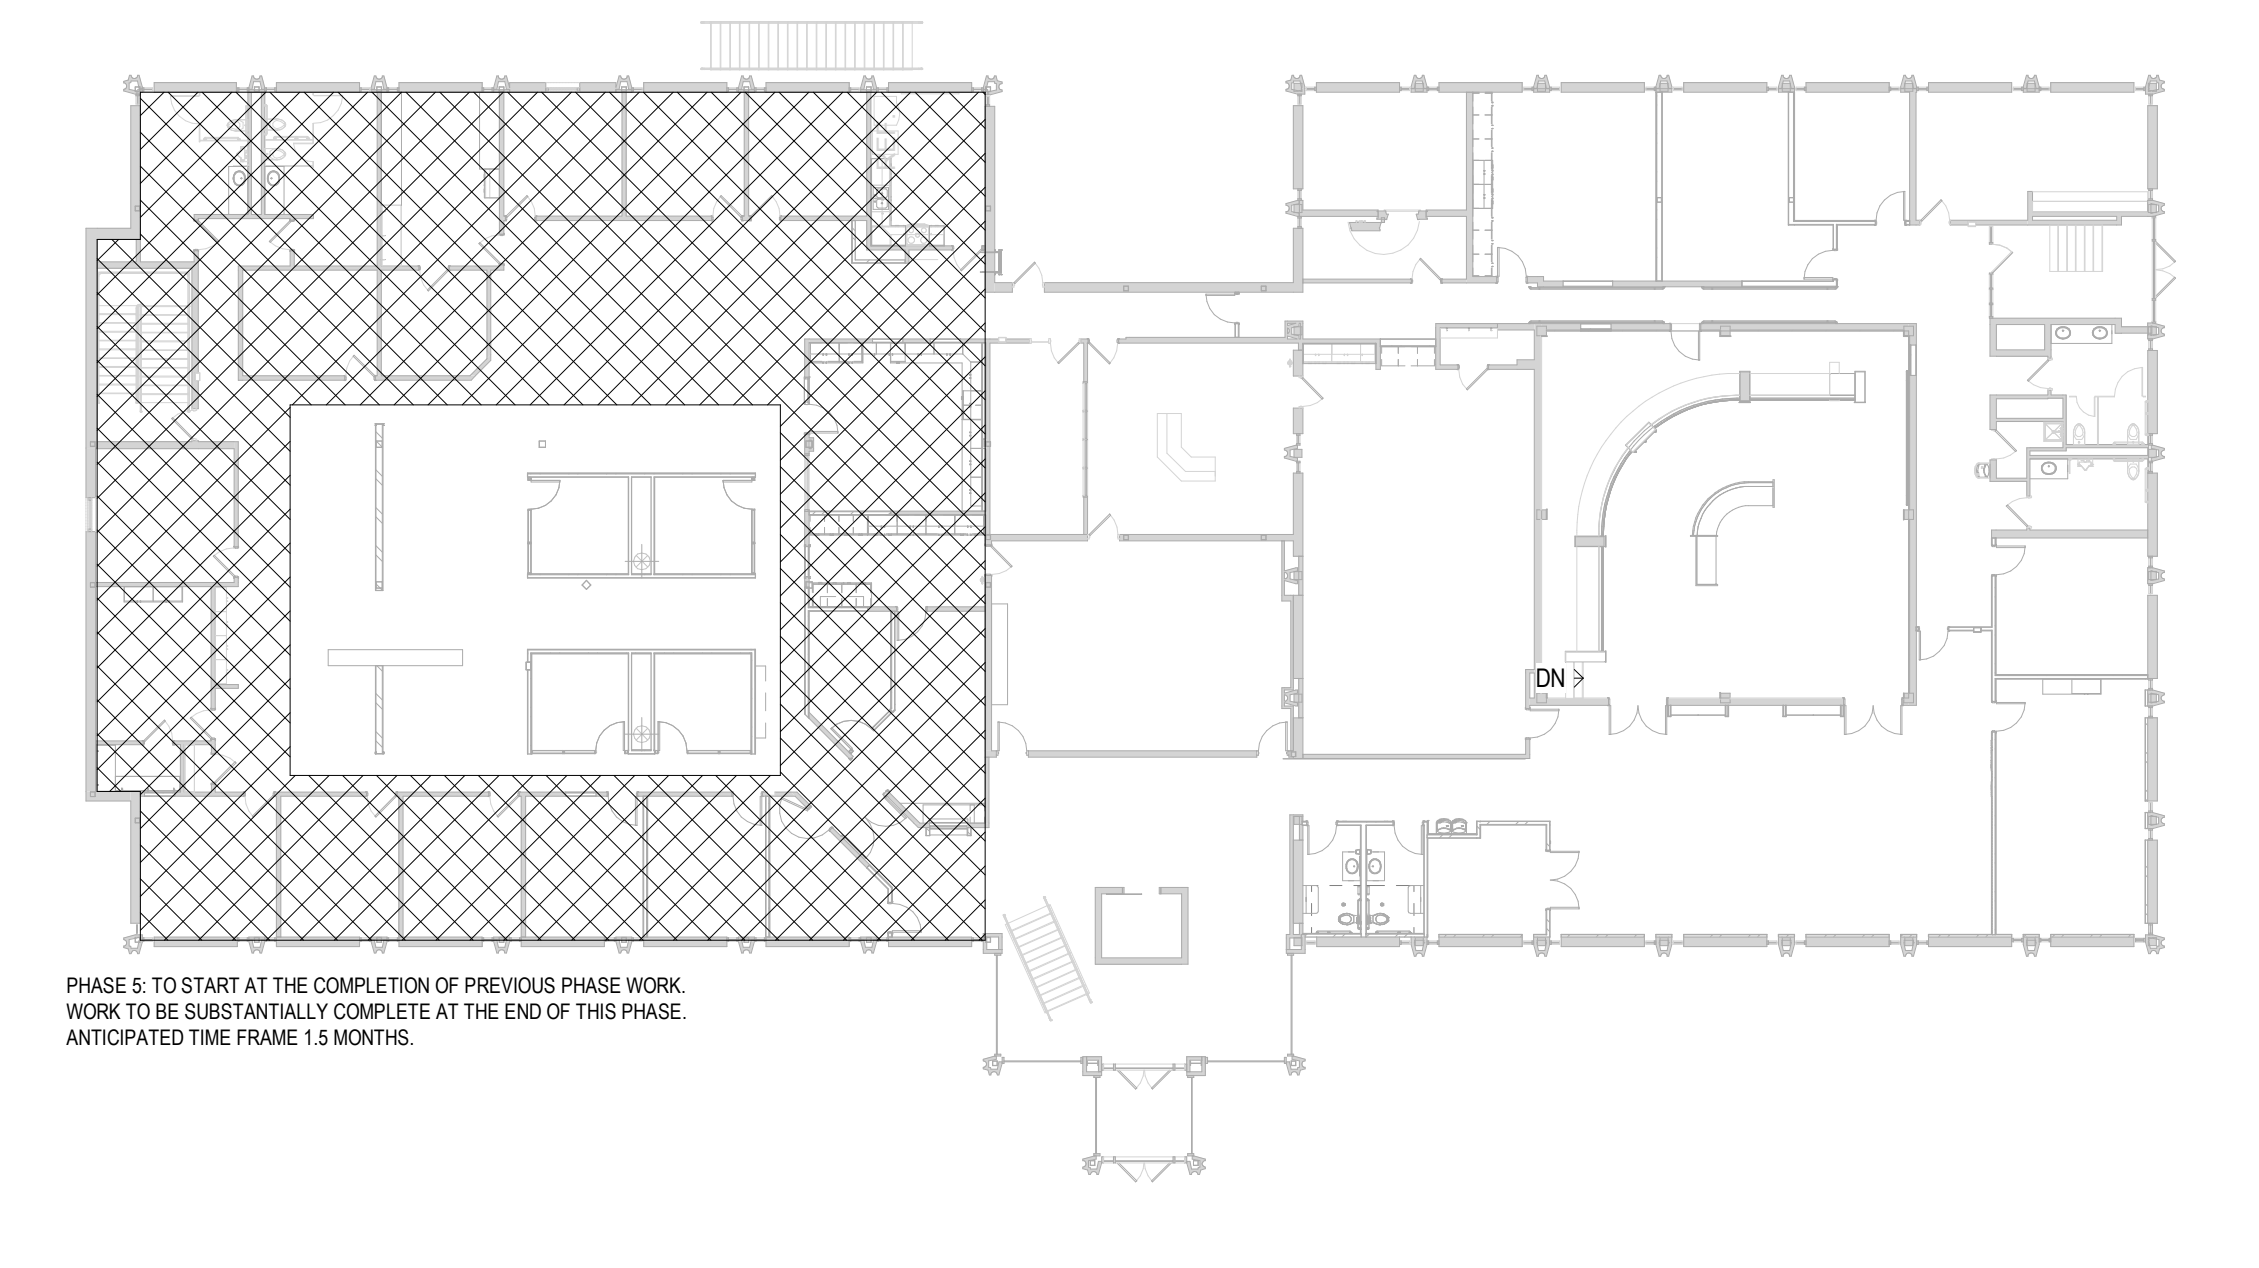 DN
PHASE 5: TO START AT THE COMPLETION OF PREVIOUS PHASE WORK.
WORK TO BE SUBSTANTIALLY COMPLETE AT THE END OF THIS PHASE.
ANTICIPATED TIME FRAME 1.5 MONTHS.